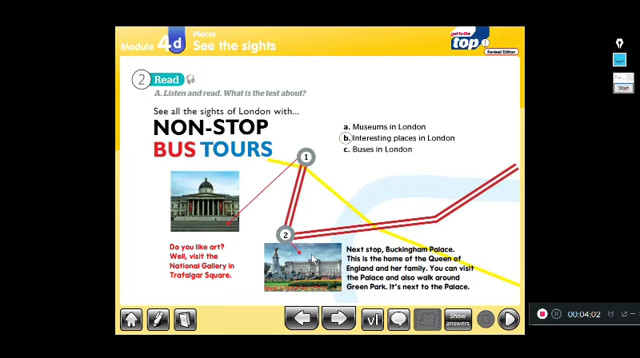 Module 4d
Places
See the sights
get to the
top 1
Revised Edition
2 Read
A. Listen and read. What is the text about?
See all the sights of London with...
NON-STOP
BUS TOURS
a. Museums in London
b. Interesting places in London
c. Buses in London
1
2
Do you like art?
Well, visit the
National Gallery in
Trafalgar Square.
Next stop, Buckingham Palace.
This is the home of the Queen of
England and her family. You can visit
the Palace and also walk around
Green Park. It's next to the Palace.
Show
answers
Start
00:04:02